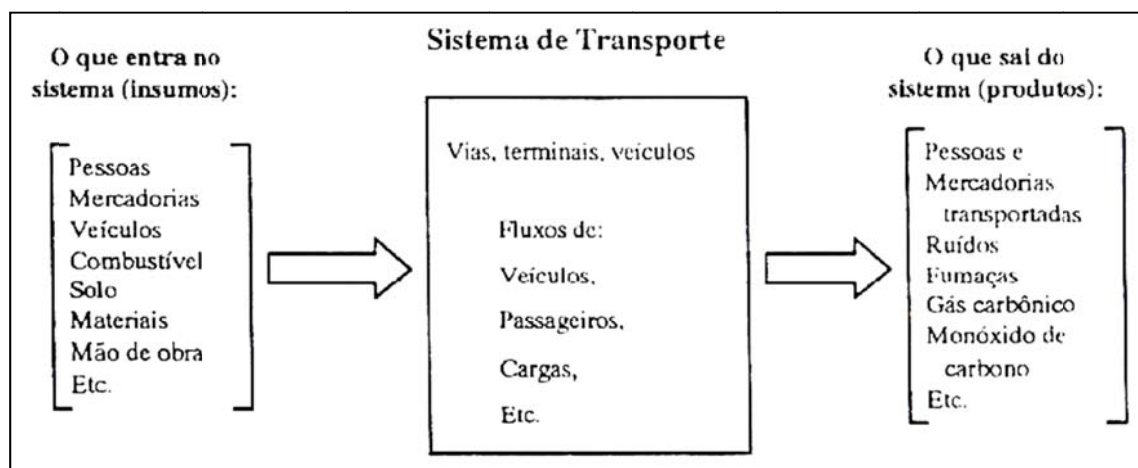 O que entra no
sistema (insumos):
Pessoas
Mercadorias
Veículos
Combustível
Solo
Materiais
Mão de obra
Etc.
Sistema de Transporte
Vias, terminais, veículos
Fluxos de:
Veículos,
Passageiros,
Cargas,
Etc.
O que sai do
sistema (produtos):
Pessoas e
Mercadorias
transportadas
Ruídos
Fumaças
Gás carbônico
Monóxido de
carbono
Etc.